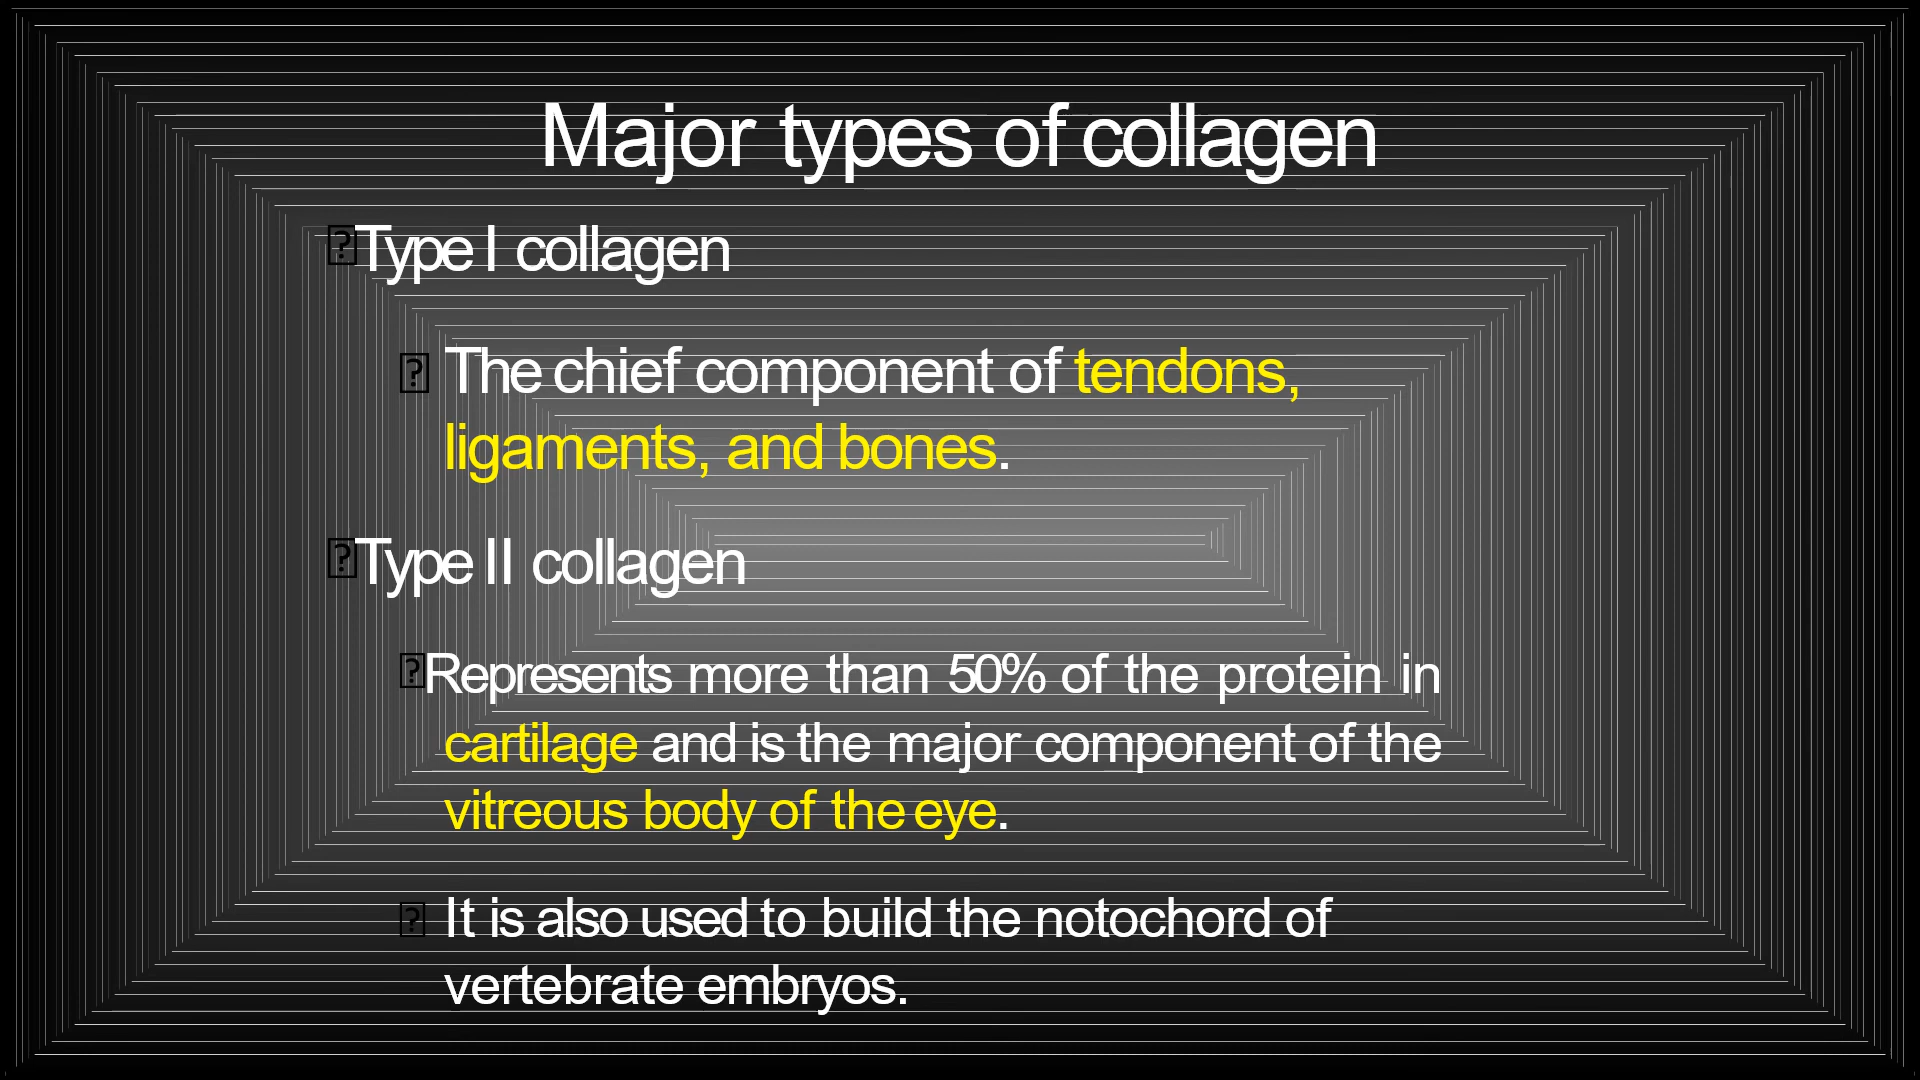 Major types of collagen
Type I collagen
The chief component of tendons,
ligaments, and bones.
Type II collagen
Represents more than 50% of the protein in
cartilage and is the major component of the
vitreous body of the eye.
It is also used to build the notochord of
vertebrate embryos.